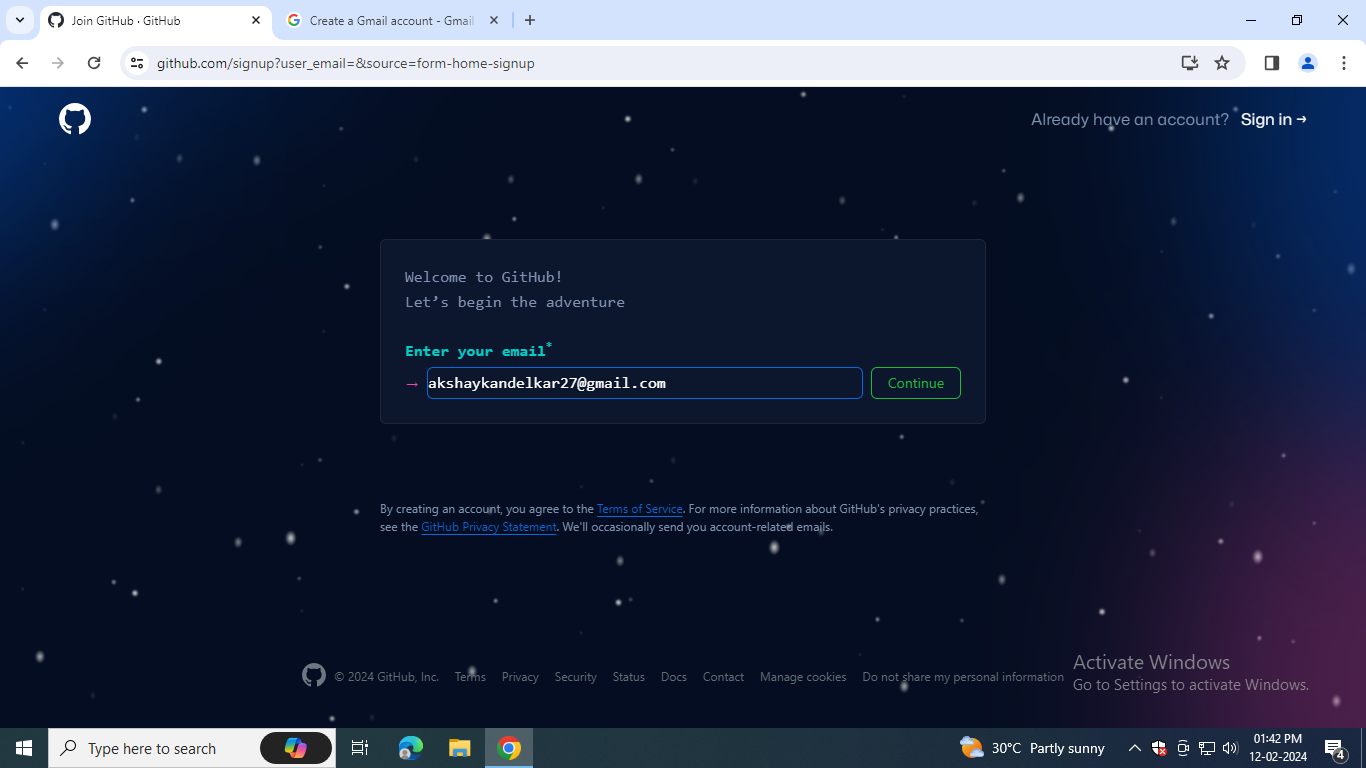 Join GitHub · GitHub
Create a Gmail account - Gmail
github.com/signup?user_email=&source=form-home-signup
Already have an account? Sign in →
Welcome to GitHub!
Let’s begin the adventure
Enter your email*
→ akshaykandelkar27@gmail.com Continue
By creating an account, you agree to the Terms of Service. For more information about GitHub's privacy practices,
see the GitHub Privacy Statement. We'll occasionally send you account-related emails.
Activate Windows
Go to Settings to activate Windows.
© 2024 GitHub, Inc. Terms Privacy Security Status Docs Contact Manage cookies Do not share my personal information
Type here to search
30°C Partly sunny
01:42 PM
12-02-2024
4